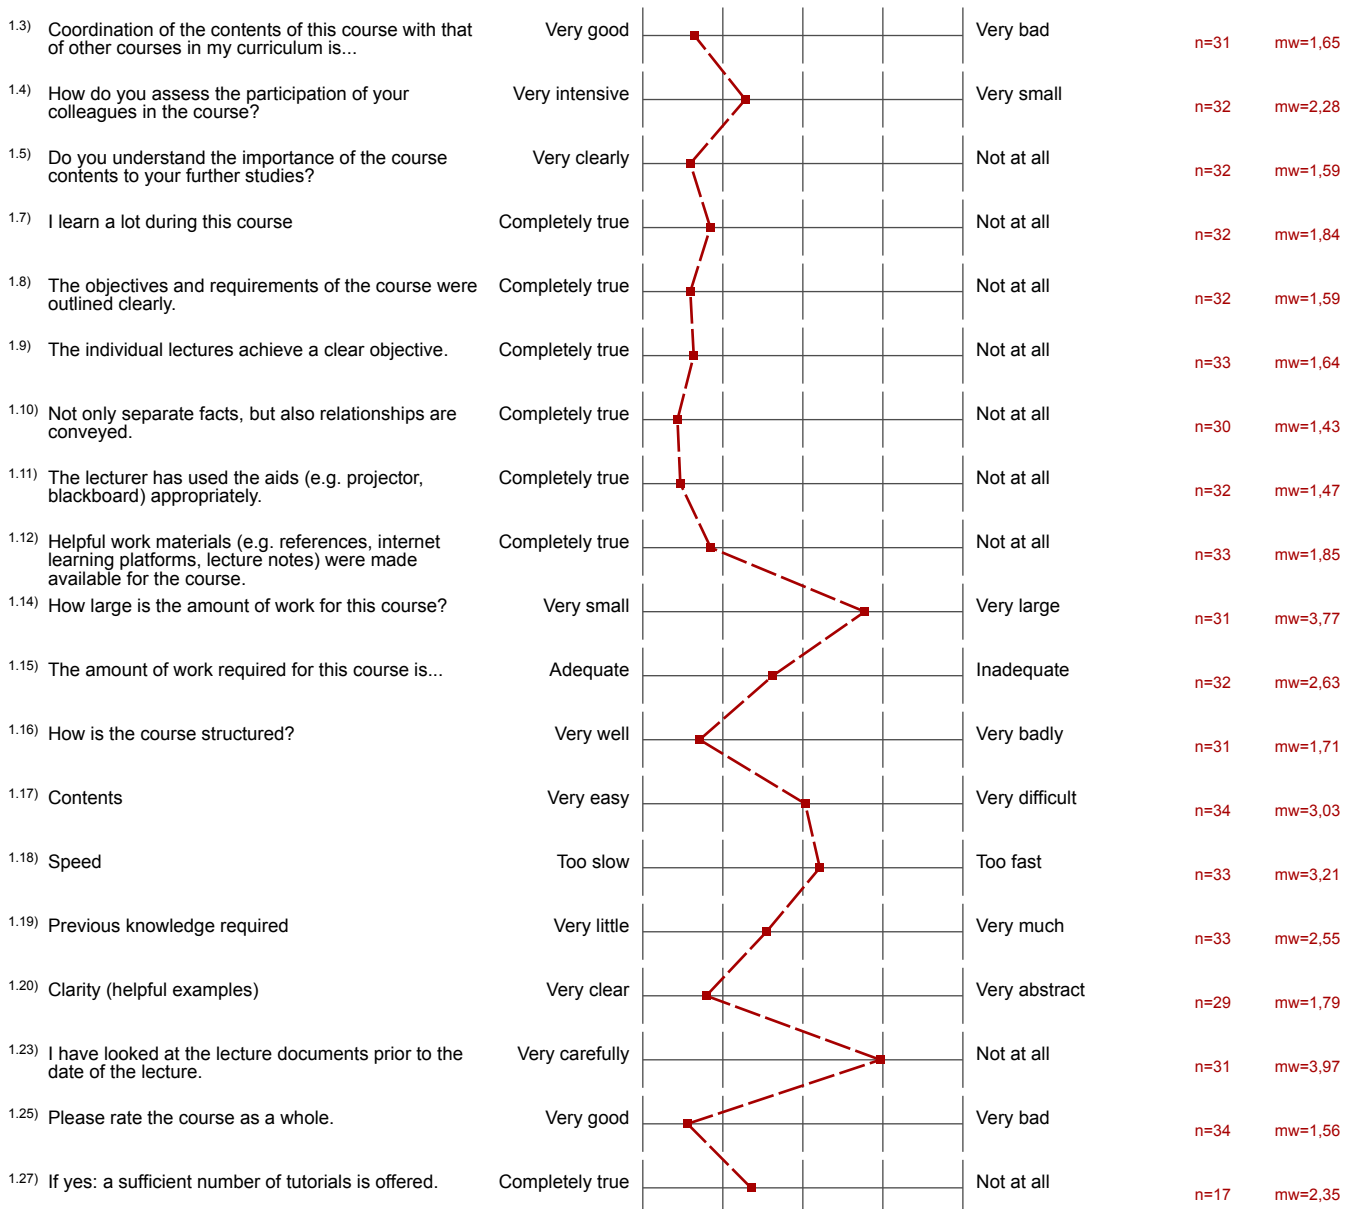 1.3) Coordination of the contents of this course with that Very good Very bad
of other courses in my curriculum is... n=31 mw=1,65
1.4) How do you assess the participation of your Very intensive Very small
colleagues in the course? n=32 mw=2,28
1.5) Do you understand the importance of the course Very clearly Not at all
contents to your further studies? n=32 mw=1,59
1.7) I learn a lot during this course Completely true Not at all
n=32 mw=1,84
1.8) The objectives and requirements of the course were Completely true Not at all
outlined clearly. n=32 mw=1,59
1.9) The individual lectures achieve a clear objective. Completely true Not at all
n=33 mw=1,64
1.10) Not only separate facts, but also relationships are Completely true Not at all
conveyed. n=30 mw=1,43
1.11) The lecturer has used the aids (e.g. projector, Completely true Not at all
blackboard) appropriately. n=32 mw=1,47
1.12) Helpful work materials (e.g. references, internet Completely true Not at all
learning platforms, lecture notes) were made n=33 mw=1,85
available for the course.
1.14) How large is the amount of work for this course? Very small Very large
n=31 mw=3,77
1.15) The amount of work required for this course is... Adequate Inadequate
n=32 mw=2,63
1.16) How is the course structured? Very well Very badly
n=31 mw=1,71
1.17) Contents Very easy Very difficult
n=34 mw=3,03
1.18) Speed Too slow Too fast
n=33 mw=3,21
1.19) Previous knowledge required Very little Very much
n=33 mw=2,55
1.20) Clarity (helpful examples) Very clear Very abstract
n=29 mw=1,79
1.23) I have looked at the lecture documents prior to the Very carefully Not at all
date of the lecture. n=31 mw=3,97
1.25) Please rate the course as a whole. Very good Very bad
n=34 mw=1,56
1.27) If yes: a sufficient number of tutorials is offered. Completely true Not at all
n=17 mw=2,35